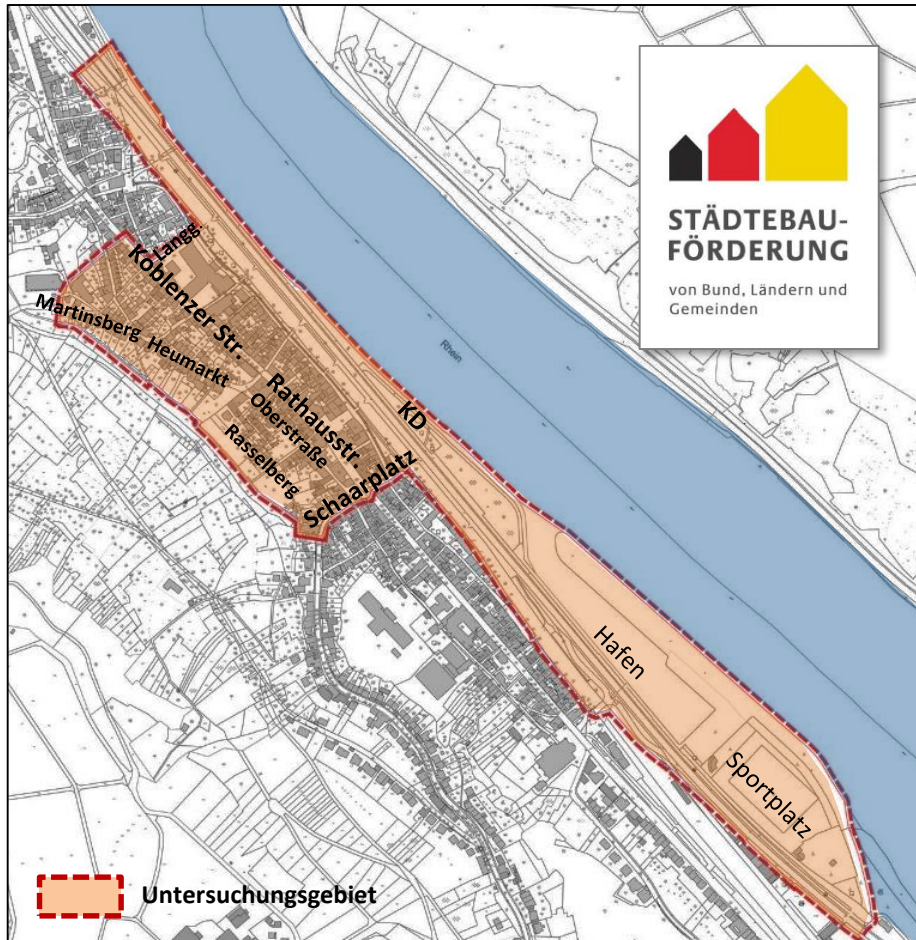 STÄDTEBAU-
FÖRDERUNG
von Bund, Ländern und
Gemeinden
Langg
Koblenzer Str.
Martinsberg
Heumarkt
Rhein
Rathausstr.
Oberstraße
Rasselberg
KD
Schaarplatz
Hafen
Sportplatz
Untersuchungsgebiet